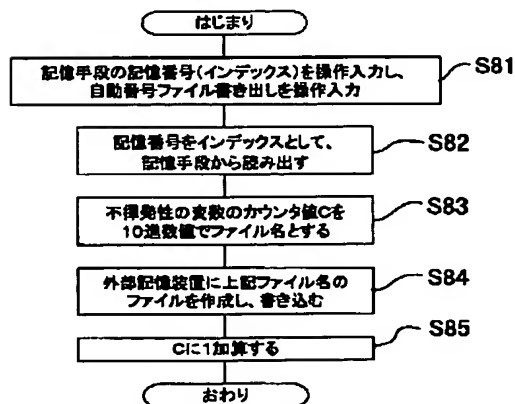 はじまり
記憶手段の記憶番号(インデックス)を操作入力し、
自動番号ファイル書き出しを操作入力
S81
記憶番号をインデックスとして、
記憶手段から読み出す
S82
不揮発性の変数のカウンタ値Cを
10進数値でファイル名とする
S83
外部記憶装置に上記ファイル名の
ファイルを作成し、書き込む
S84
Cに1加算する
S85
おわり